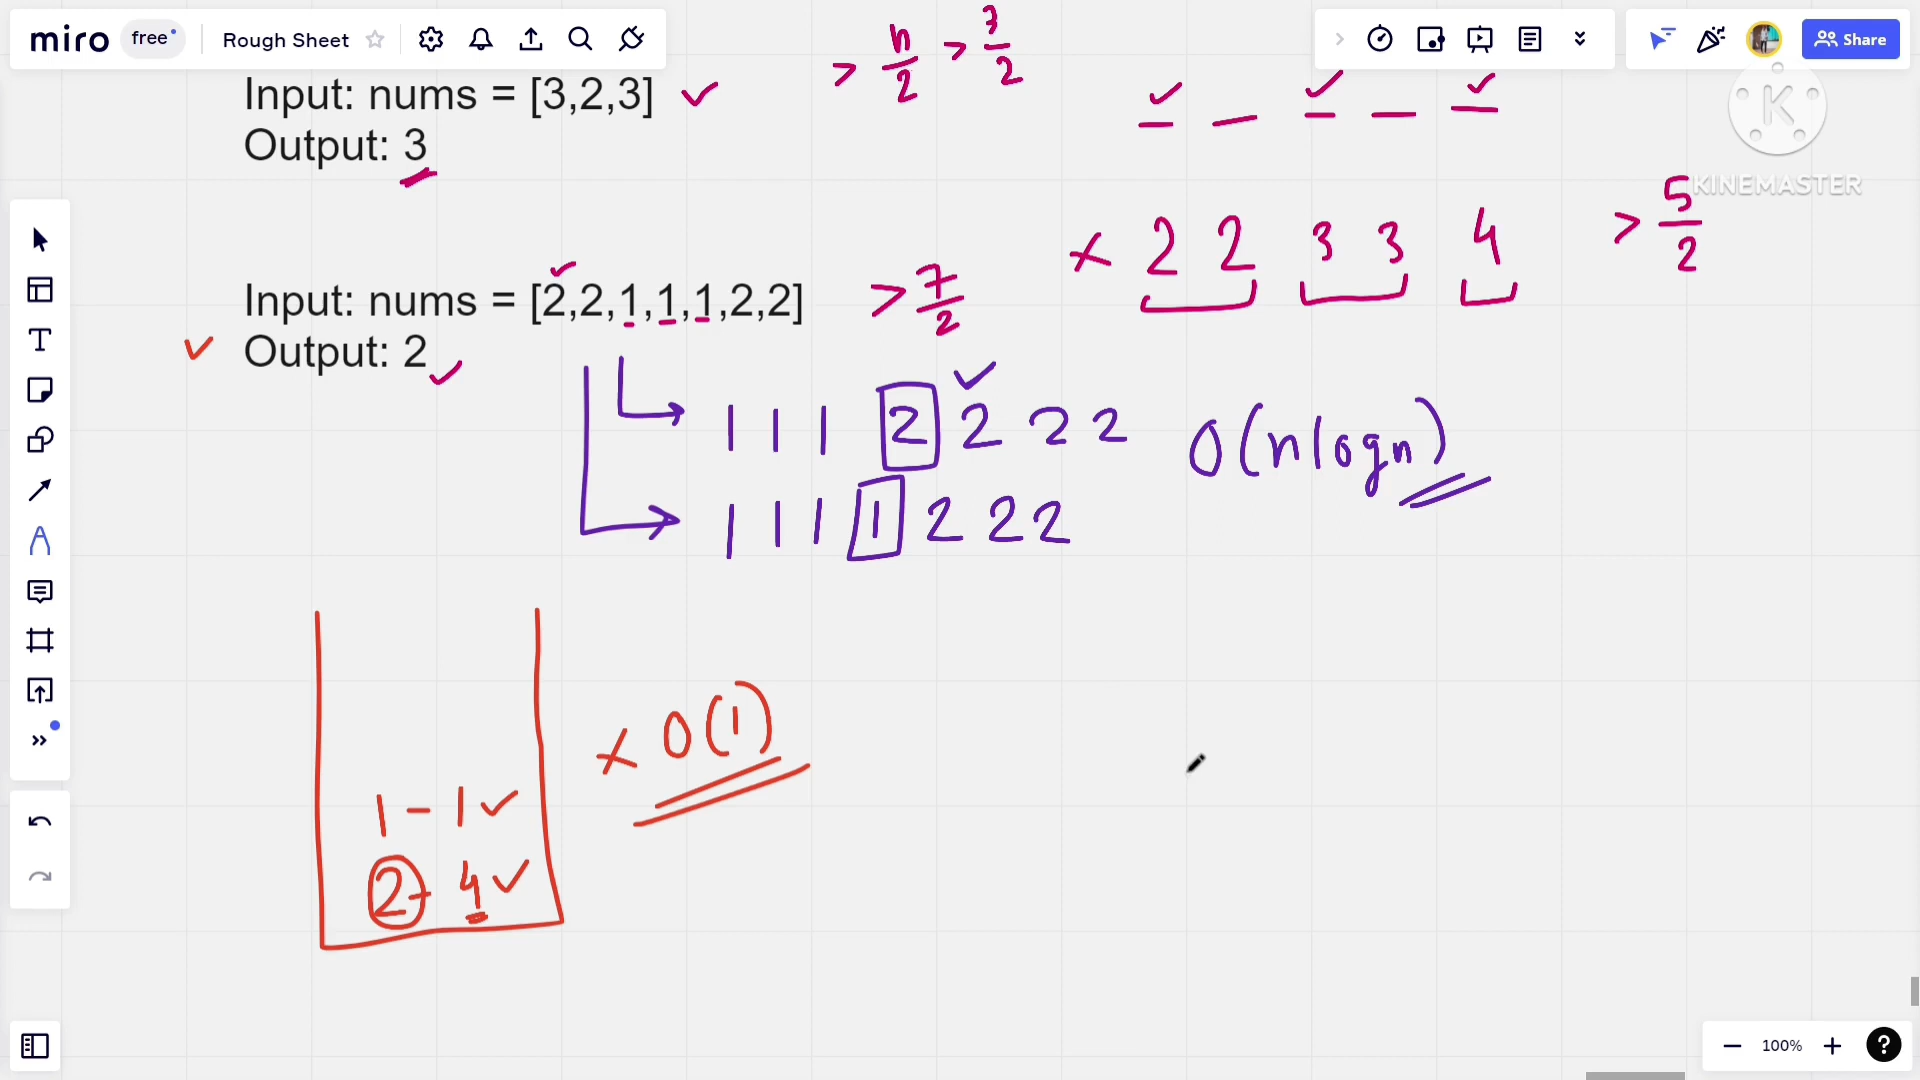 miro free Rough Sheet
Share
> n/2 > 7/2
Input: nums = [3,2,3]
Output: 3
KINEMASTER
K
× 2 2 3 3 4 > 5/2
Input: nums = [2,2,1,1,1,2,2] > 7/2
Output: 2
1 1 1 2 2 2 2 O(nlogn)
1 1 1 1 2 2 2
× O(1)
1 - 1
2 - 4
100%
?